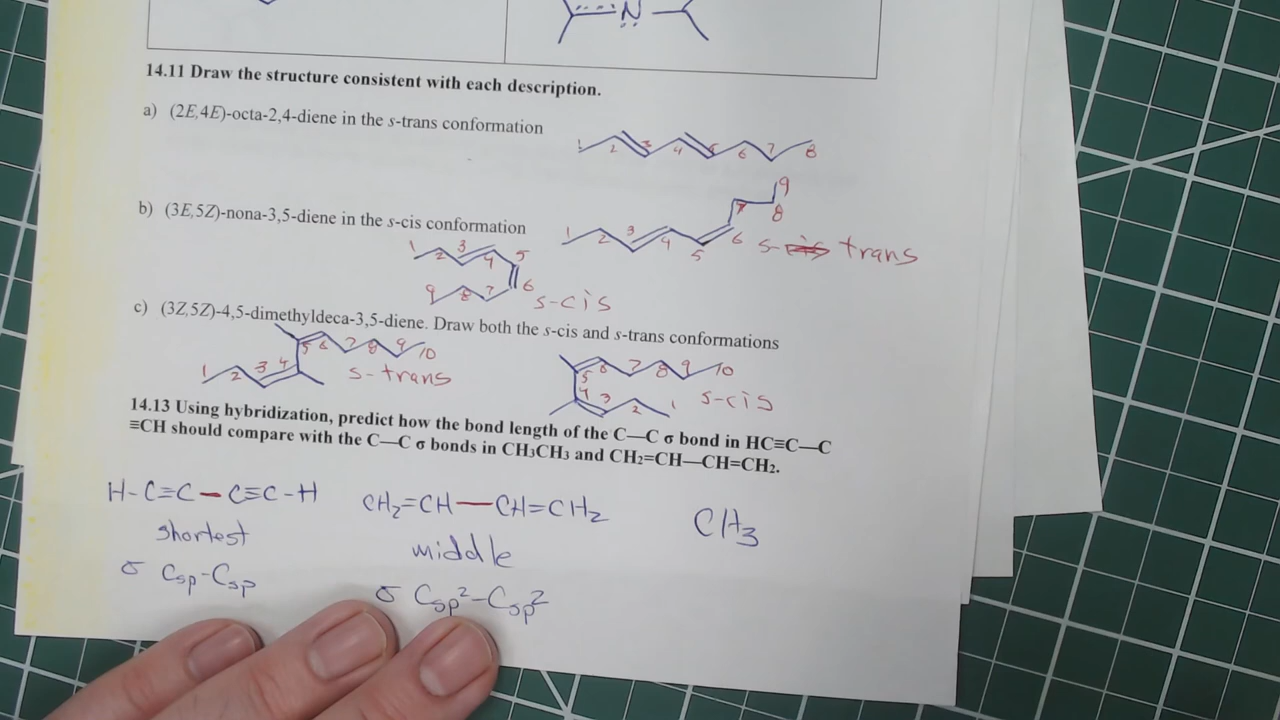 N
14.11 Draw the structure consistent with each description.
a) (2E,4E)-octa-2,4-diene in the s-trans conformation
1 2 3 4 5 6 7 8
b) (3E,5Z)-nona-3,5-diene in the s-cis conformation
1 2 3 4 5 6 7 8 9
s-cis trans
1 2 3 4 5 6 7 8 9
s-cis
c) (3Z,5Z)-4,5-dimethyldeca-3,5-diene. Draw both the s-cis and s-trans conformations
1 2 3 4 5 6 7 8 9 10
s-trans
5 6 7 8 9 10
4 3 2 1
s-cis
14.13 Using hybridization, predict how the bond length of the C—C σ bond in HC≡C—C
≡CH should compare with the C—C σ bonds in CH₃CH₃ and CH₂=CH—CH=CH₂.
H-C≡C-C≡C-H CH₂=CH—CH=CH₂ CH₃
shortest middle
σ Csp-Csp σ Csp²-Csp²